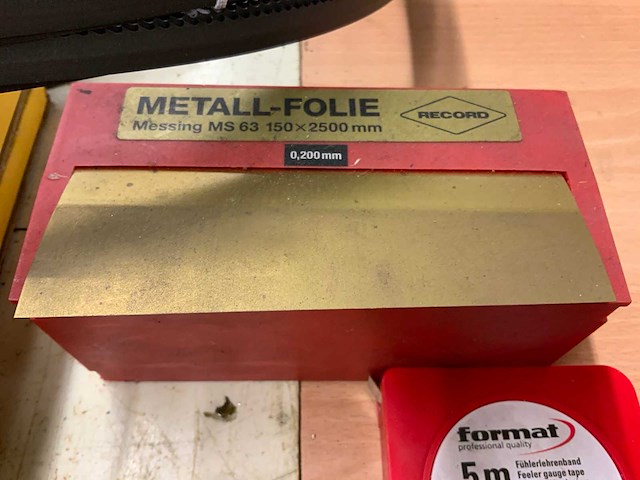 METALL-FOLIE
Messing MS 63 150×2500 mm
RECORD
0,200 mm
format
professional quality
5 m
Fühlerlehrenband
Feeler gauge tape